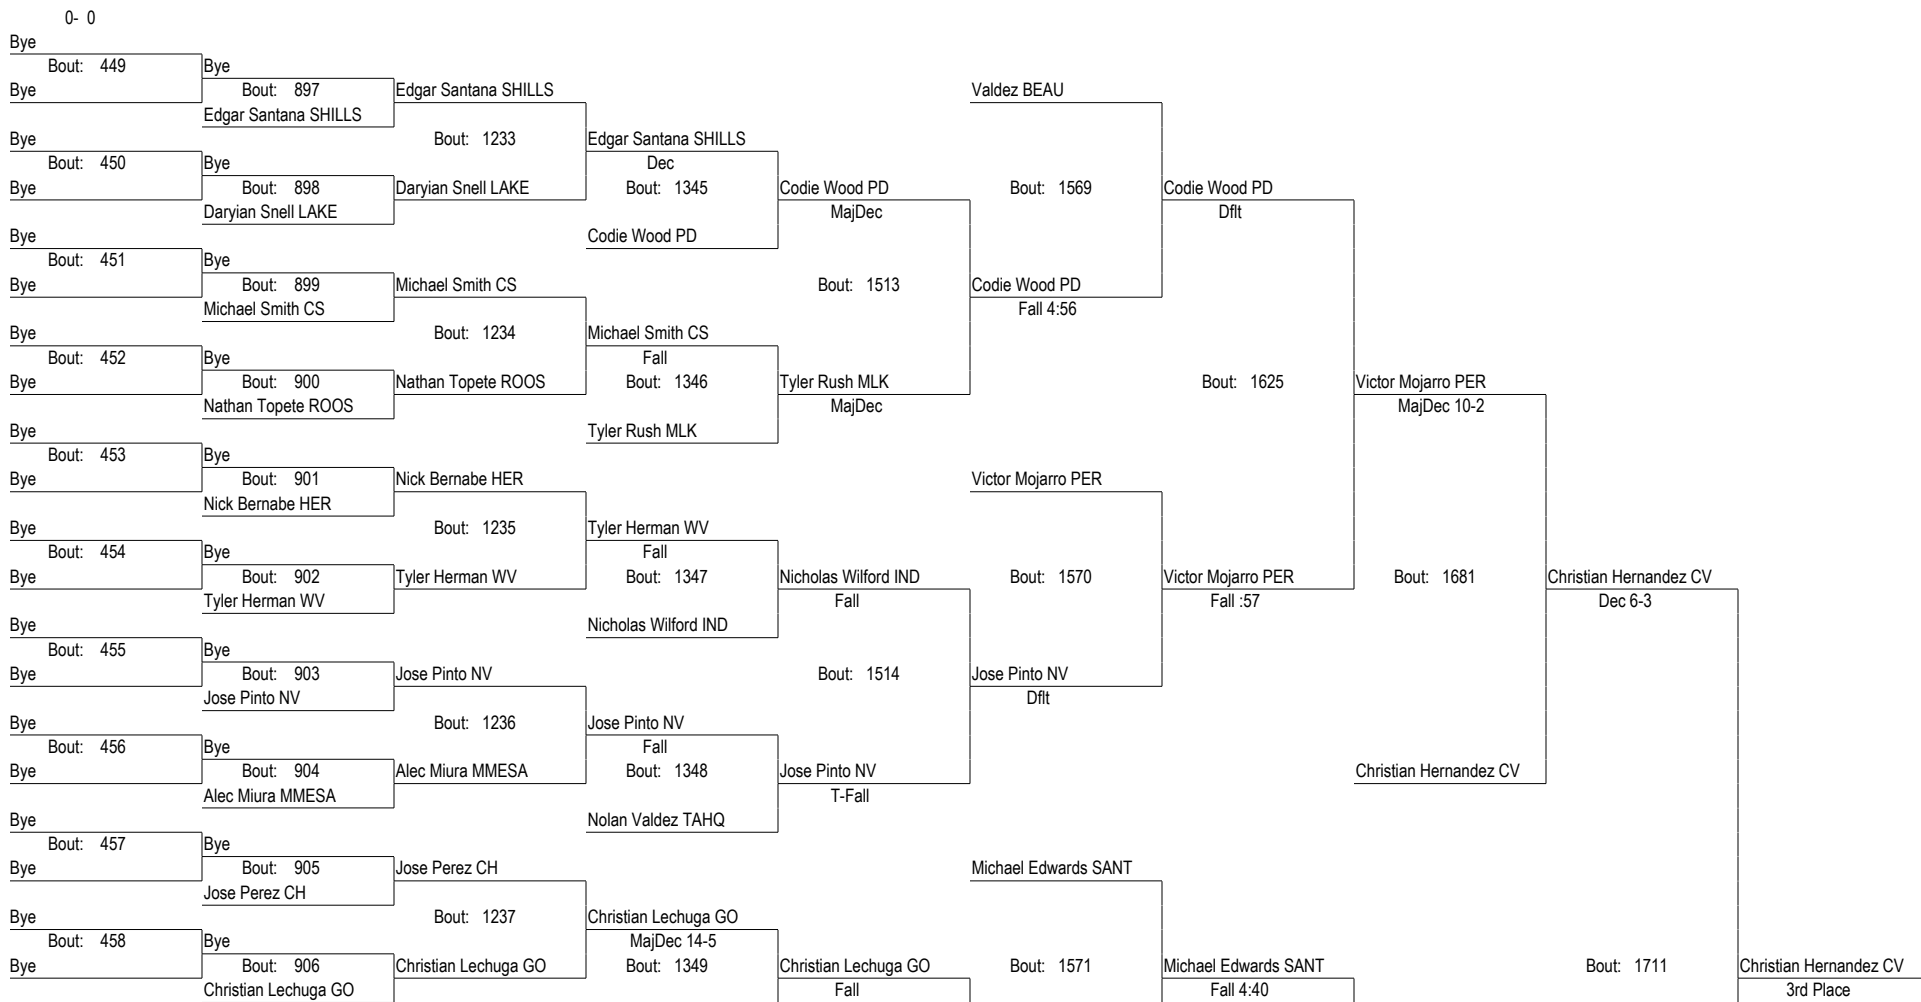 0- 0
Bye
Bout: 449
Bye
Bye
Bout: 897
Edgar Santana SHILLS
Edgar Santana SHILLS
Bye
Bout: 450
Bye
Bye
Bout: 898
Daryian Snell LAKE
Bout: 1233
Daryian Snell LAKE
Edgar Santana SHILLS
Dec
Bout: 1345
Codie Wood PD
Codie Wood PD
MajDec
Bye
Bout: 451
Bye
Bye
Bout: 899
Michael Smith CS
Michael Smith CS
Bye
Bout: 452
Bye
Bye
Bout: 900
Nathan Topete ROOS
Bout: 1234
Nathan Topete ROOS
Michael Smith CS
Fall
Bout: 1346
Tyler Rush MLK
Tyler Rush MLK
MajDec
Bout: 1513
Codie Wood PD
Fall 4:56
Valdez BEAU
Bout: 1569
Codie Wood PD
Dflt
Bye
Bout: 453
Bye
Bye
Bout: 901
Nick Bernabe HER
Nick Bernabe HER
Bye
Bout: 454
Bye
Bye
Bout: 902
Tyler Herman WV
Bout: 1235
Tyler Herman WV
Tyler Herman WV
Fall
Bout: 1347
Nicholas Wilford IND
Nicholas Wilford IND
Fall
Bye
Bout: 455
Bye
Bye
Bout: 903
Jose Pinto NV
Jose Pinto NV
Bye
Bout: 456
Bye
Bye
Bout: 904
Alec Miura MMESA
Bout: 1236
Alec Miura MMESA
Jose Pinto NV
Fall
Bout: 1348
Nolan Valdez TAHQ
Jose Pinto NV
T-Fall
Bout: 1514
Jose Pinto NV
Dflt
Victor Mojarro PER
Bout: 1570
Victor Mojarro PER
Fall :57
Bout: 1625
Victor Mojarro PER
MajDec 10-2
Bout: 1681
Christian Hernandez CV
Christian Hernandez CV
Dec 6-3
Bye
Bout: 457
Bye
Bye
Bout: 905
Jose Perez CH
Jose Perez CH
Bye
Bout: 458
Bye
Bye
Bout: 906
Christian Lechuga GO
Bout: 1237
Christian Lechuga GO
Christian Lechuga GO
MajDec 14-5
Bout: 1349
Christian Lechuga GO
Fall
Michael Edwards SANT
Bout: 1571
Michael Edwards SANT
Fall 4:40
Bout: 1711
Christian Hernandez CV
3rd Place